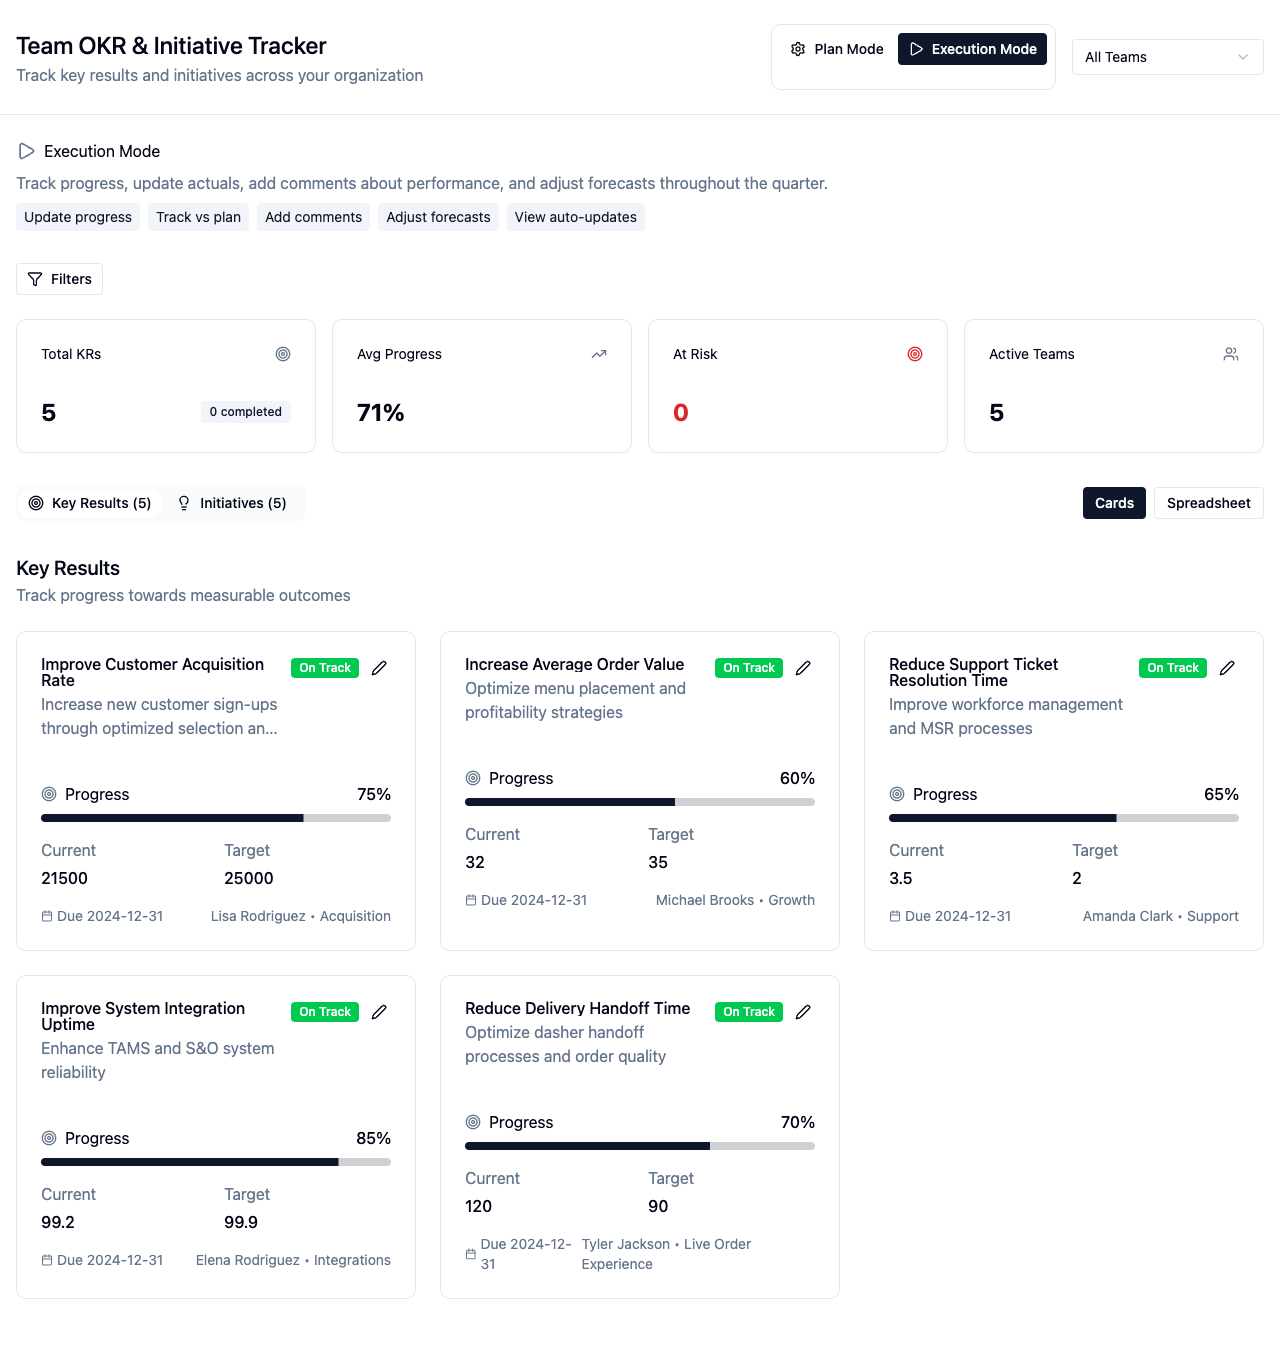 Team OKR & Initiative Tracker
Track key results and initiatives across your organization
Plan Mode
Execution Mode
All Teams
Execution Mode
Track progress, update actuals, add comments about performance, and adjust forecasts throughout the quarter.
Update progress
Track vs plan
Add comments
Adjust forecasts
View auto-updates
Filters
Total KRs
5
0 completed
Avg Progress
71%
At Risk
0
Active Teams
5
Key Results (5)
Initiatives (5)
Cards
Spreadsheet
Key Results
Track progress towards measurable outcomes
Improve Customer Acquisition
Rate
On Track
Increase new customer sign-ups
through optimized selection an...
Progress
75%
Current
Target
21500
25000
Due 2024-12-31
Lisa Rodriguez • Acquisition
Increase Average Order Value
On Track
Optimize menu placement and
profitability strategies
Progress
60%
Current
Target
32
35
Due 2024-12-31
Michael Brooks • Growth
Reduce Support Ticket
Resolution Time
On Track
Improve workforce management
and MSR processes
Progress
65%
Current
Target
3.5
2
Due 2024-12-31
Amanda Clark • Support
Improve System Integration
Uptime
On Track
Enhance TAMS and S&O system
reliability
Progress
85%
Current
Target
99.2
99.9
Due 2024-12-31
Elena Rodriguez • Integrations
Reduce Delivery Handoff Time
On Track
Optimize dasher handoff
processes and order quality
Progress
70%
Current
Target
120
90
Due 2024-12-
31
Tyler Jackson • Live Order
Experience